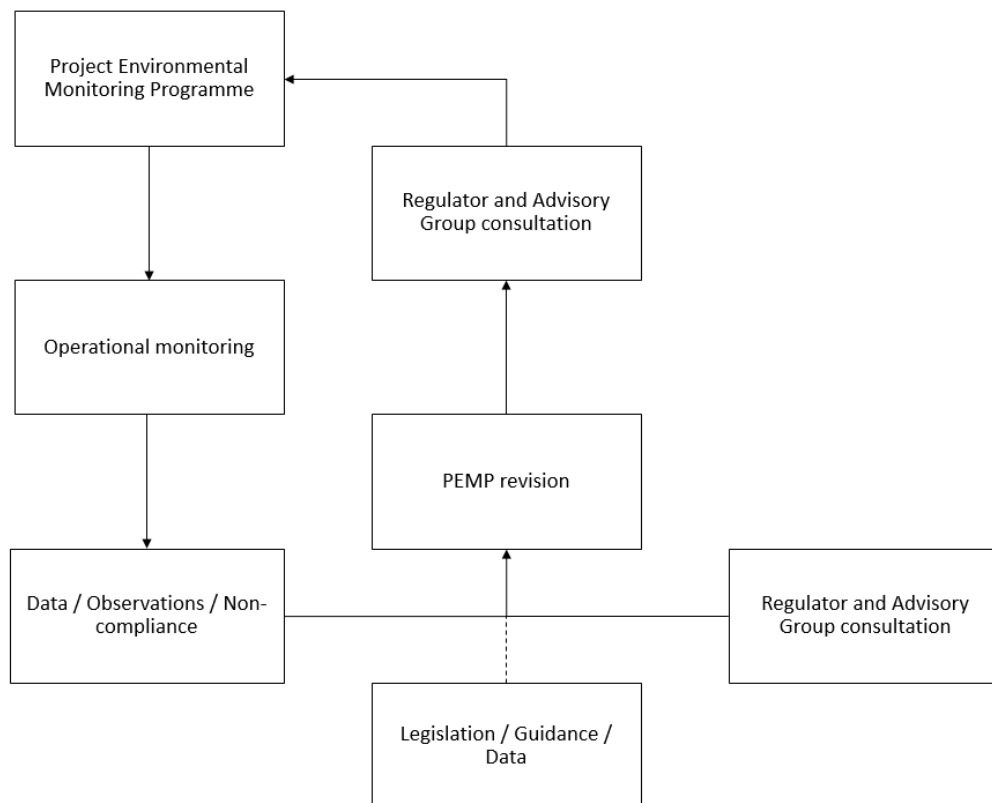 Project Environmental
Monitoring Programme
Regulator and Advisory
Group consultation
Operational monitoring
PEMP revision
Data / Observations / Non-
compliance
Regulator and Advisory
Group consultation
Legislation / Guidance /
Data